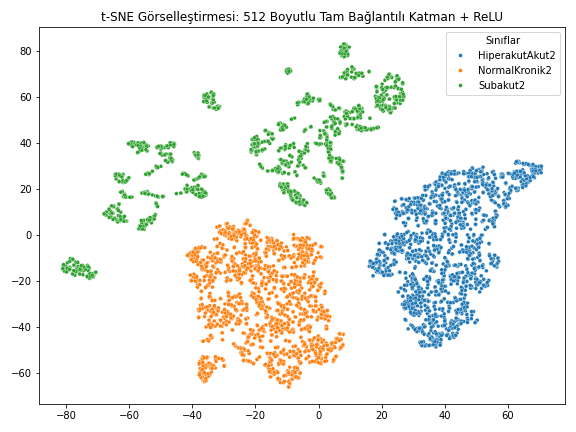 t-SNE Görselleştirmesi: 512 Boyutlu Tam Bağlantılı Katman + ReLU
Sınıflar
HiperakutAkut2
NormalKronik2
Subakut2
80
60
40
20
0
−20
−40
−60
−80 −60 −40 −20 0 20 40 60